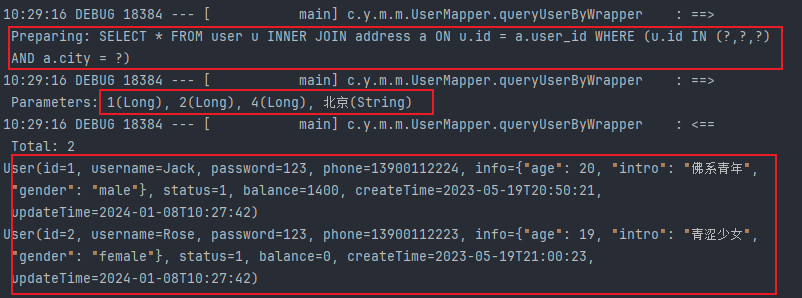 10:29:16 DEBUG 18384 --- [           main] c.y.m.m.UserMapper.queryUserByWrapper    : ==>
Preparing: SELECT * FROM user u INNER JOIN address a ON u.id = a.user_id WHERE (u.id IN (?,?,?)
AND a.city = ?)
10:29:16 DEBUG 18384 --- [           main] c.y.m.m.UserMapper.queryUserByWrapper    : ==>
Parameters: 1(Long), 2(Long), 4(Long), 北京(String)
10:29:16 DEBUG 18384 --- [           main] c.y.m.m.UserMapper.queryUserByWrapper    : <==
Total: 2
User(id=1, username=Jack, password=123, phone=13900112224, info={"age": 20, "intro": "佛系青年",
"gender": "male"}, status=1, balance=1400, createTime=2023-05-19T20:50:21,
updateTime=2024-01-08T10:27:42)
User(id=2, username=Rose, password=123, phone=13900112223, info={"age": 19, "intro": "青涩少女",
"gender": "female"}, status=1, balance=0, createTime=2023-05-19T21:00:23,
updateTime=2024-01-08T10:27:42)